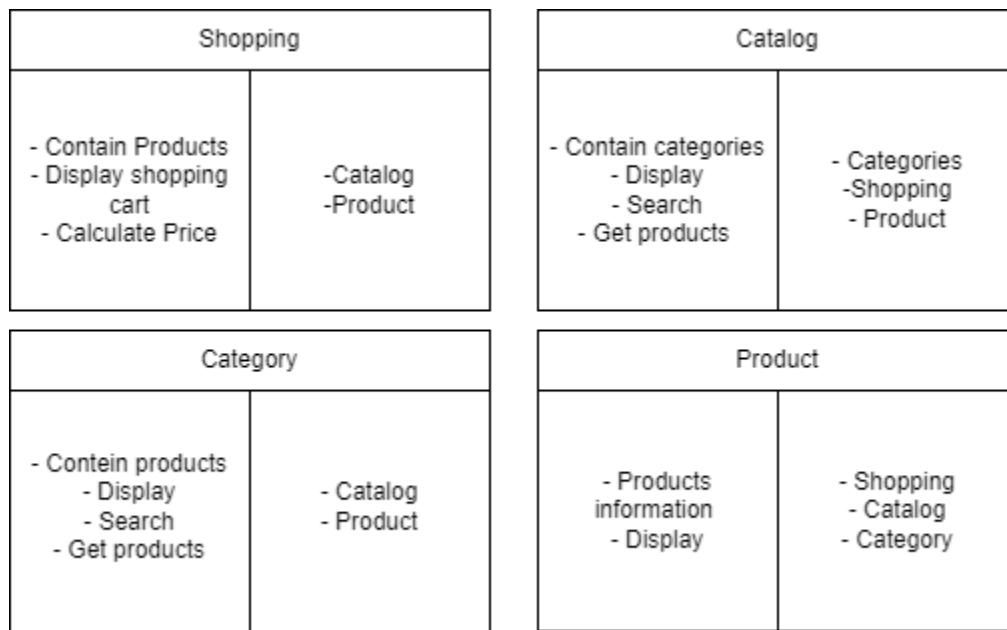 Shopping
- Contain Products
- Display shopping
cart
- Calculate Price
-Catalog
-Product
Catalog
- Contain categories
- Display
- Search
- Get products
- Categories
-Shopping
- Product
Category
- Contein products
- Display
- Search
- Get products
- Catalog
- Product
Product
- Products
information
- Display
- Shopping
- Catalog
- Category